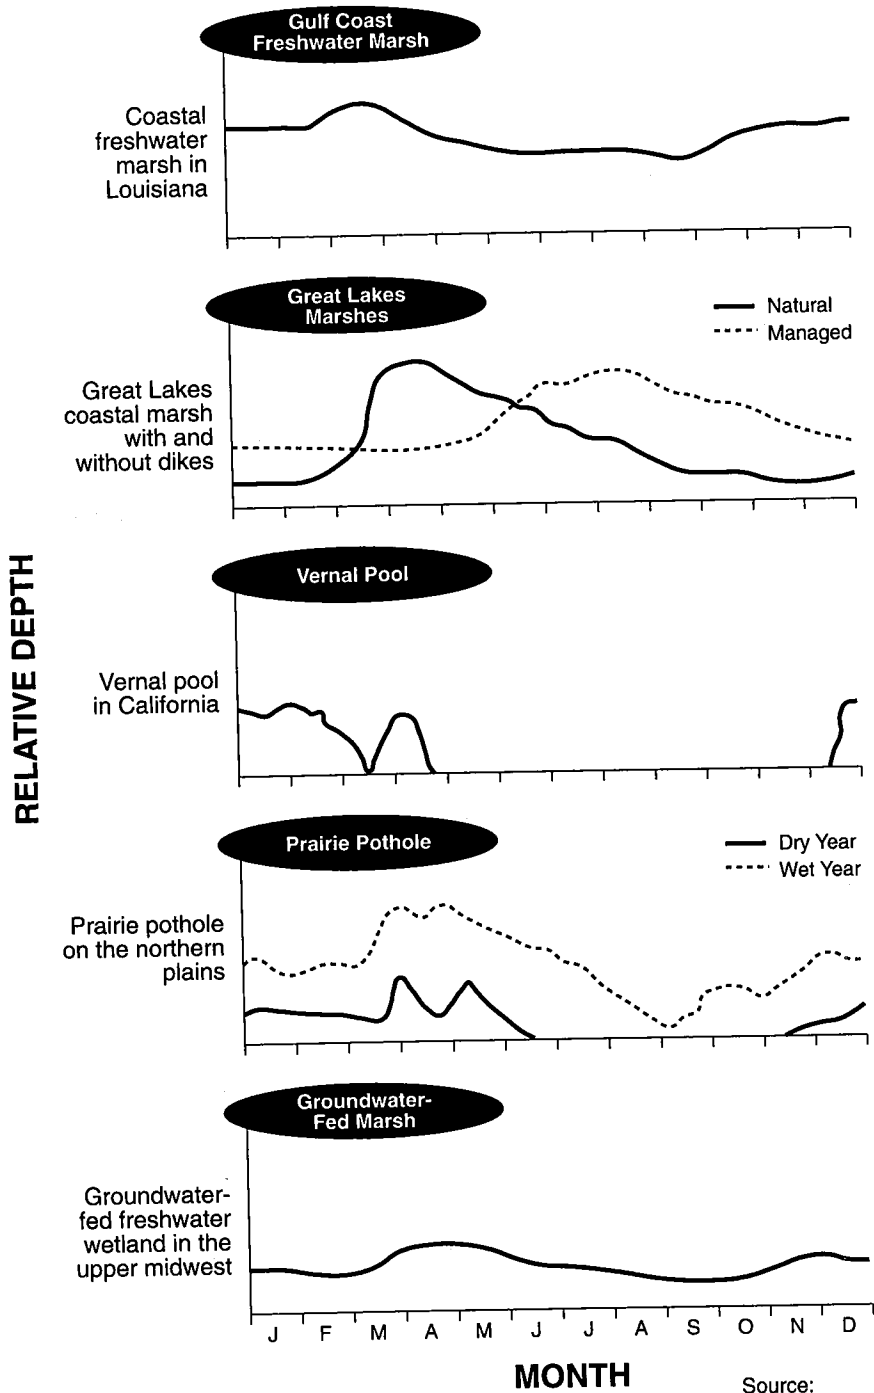 Gulf Coast
Freshwater Marsh
Coastal
freshwater
marsh in
Louisiana
Great Lakes
Marshes
Natural
Managed
Great Lakes
coastal marsh
with and
without dikes
RELATIVE DEPTH
Vernal Pool
Vernal pool
in California
Prairie Pothole
Dry Year
Wet Year
Prairie pothole
on the northern
plains
Groundwater-
Fed Marsh
Groundwater-
fed freshwater
wetland in the
upper midwest
J F M A M J J A S O N D
MONTH
Source: